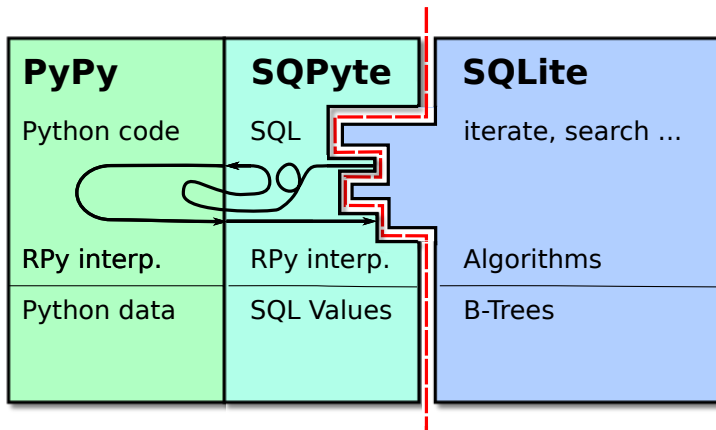 PyPy
Python code
RPy interp.
Python data
SQPyte
SQL
RPy interp.
SQL Values
SQLite
iterate, search ...
Algorithms
B-Trees